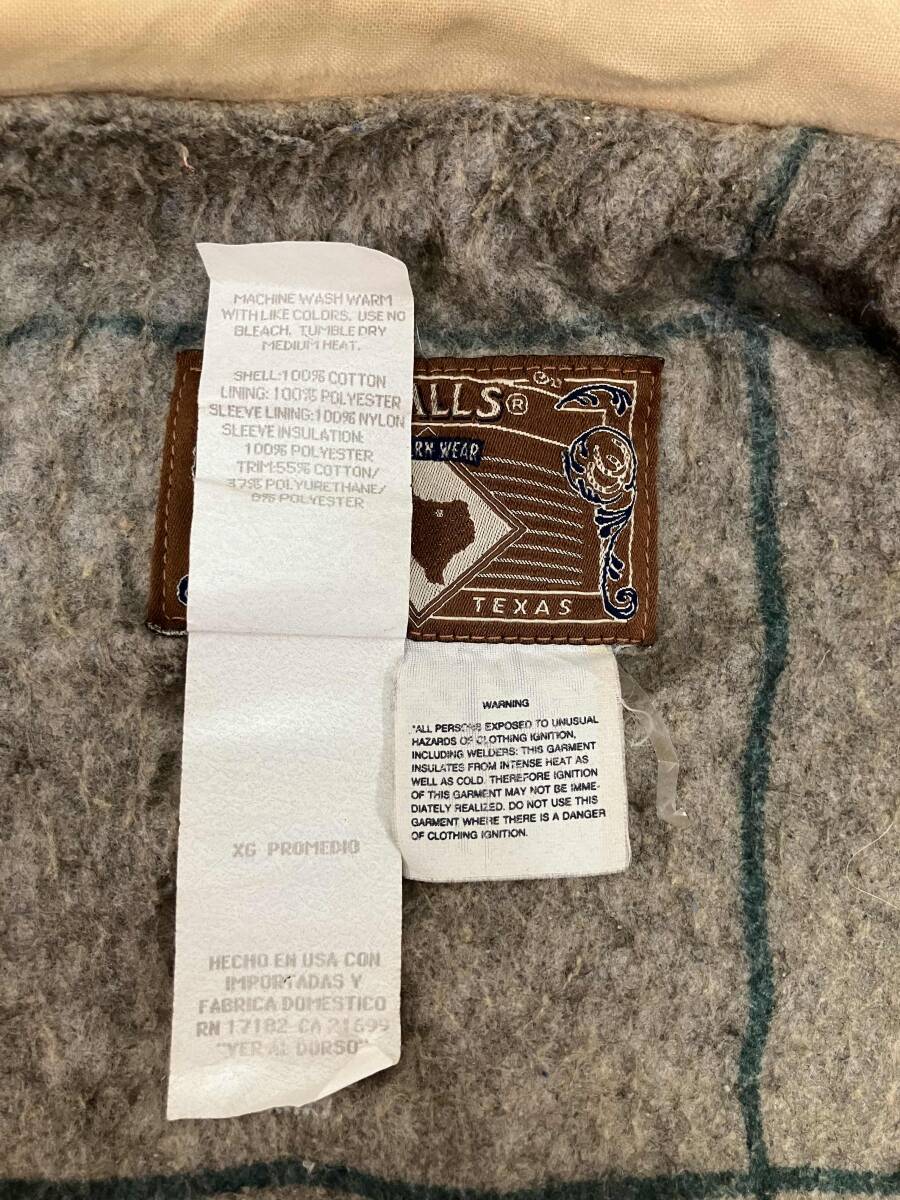 MACHINE WASH WARM
WITH LIKE COLORS. USE NO
BLEACH. TUMBLE DRY
MEDIUM HEAT.
SHELL: 100% COTTON
LINING: 100% POLYESTER
SLEEVE LINING: 100% NYLON
SLEEVE INSULATION:
100% POLYESTER
TRIM: 55% COTTON/
37% POLYURETHANE/
8% POLYESTER
XG PROMEDIO
HECHO EN USA CON
IMPORTADAS Y
FABRICA DOMESTICO
RN 17182 CA 21699
"VER AL DORSO"
ALLS®
RN WEAR
TEXAS
WARNING
"ALL PERSONS EXPOSED TO UNUSUAL
HAZARDS OF CLOTHING IGNITION,
INCLUDING WELDERS: THIS GARMENT
INSULATES FROM INTENSE HEAT AS
WELL AS COLD. THEREFORE IGNITION
OF THIS GARMENT MAY NOT BE IMME-
DIATELY REALIZED. DO NOT USE THIS
GARMENT WHERE THERE IS A DANGER
OF CLOTHING IGNITION.